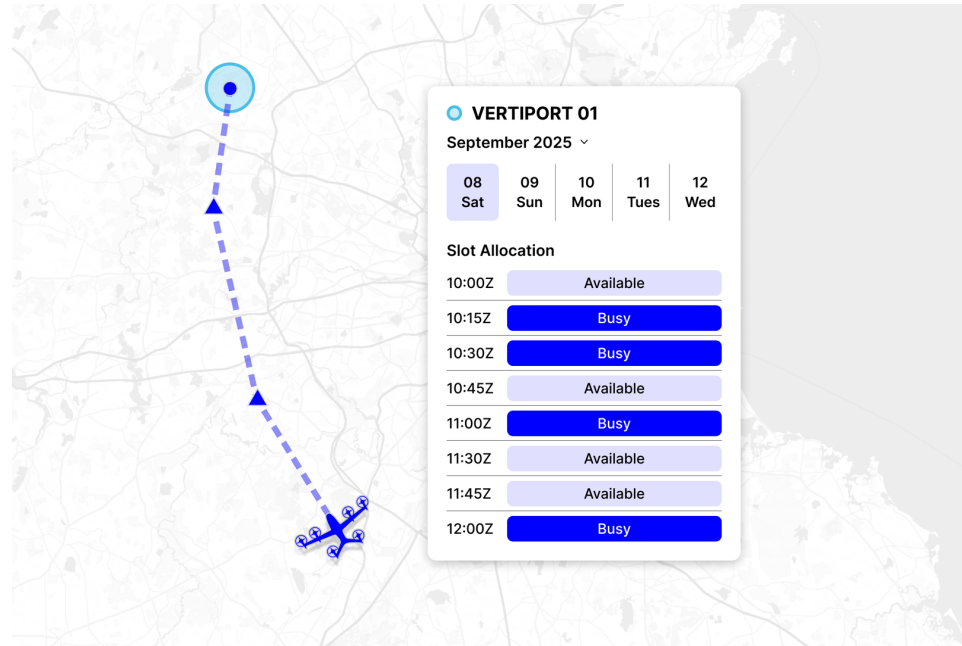 VERTIPORT 01
September 2025
08 09 10 11 12
Sat Sun Mon Tues Wed
Slot Allocation
10:00Z Available
10:15Z Busy
10:30Z Busy
10:45Z Available
11:00Z Busy
11:30Z Available
11:45Z Available
12:00Z Busy